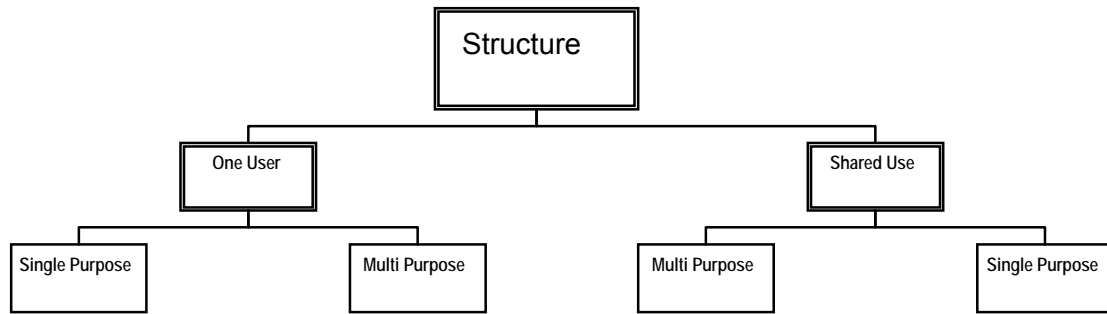 Structure
One User
Shared Use
Single Purpose
Multi Purpose
Multi Purpose
Single Purpose